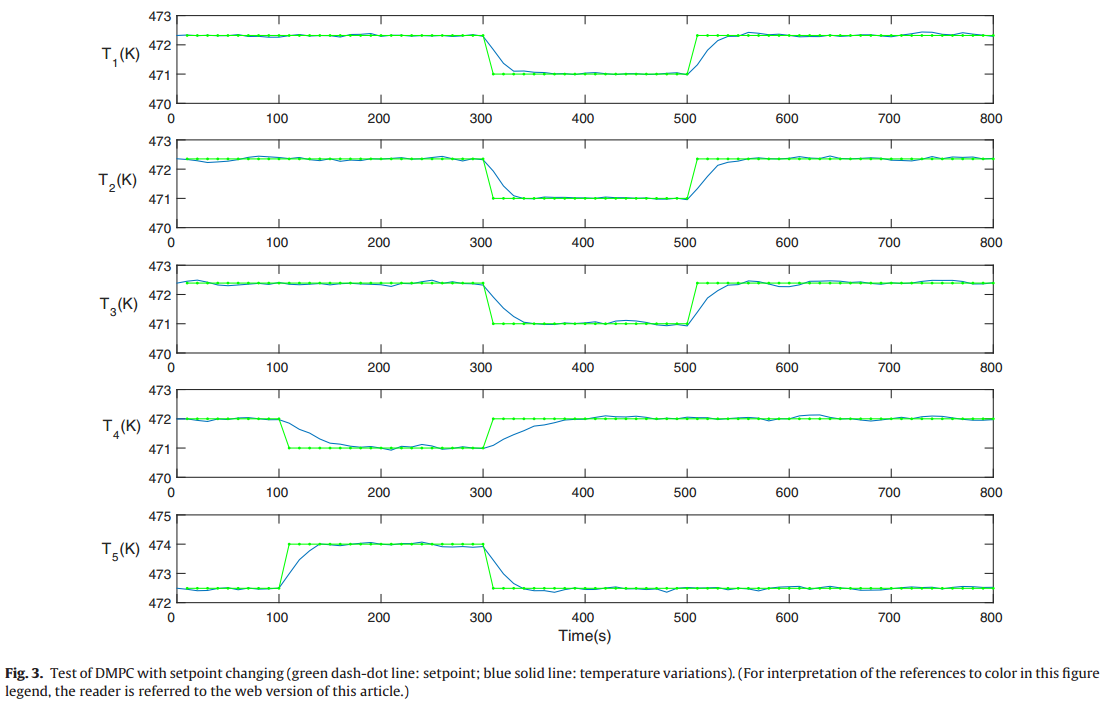 473
T1(K)
472
471
470
0 100 200 300 400 500 600 700 800
473
T2(K)
472
471
470
0 100 200 300 400 500 600 700 800
473
T3(K)
472
471
470
0 100 200 300 400 500 600 700 800
473
T4(K)
472
471
470
0 100 200 300 400 500 600 700 800
475
T5(K)
474
473
472
0 100 200 300 400 500 600 700 800
Time(s)
Fig. 3. Test of DMPC with setpoint changing (green dash-dot line: setpoint; blue solid line: temperature variations). (For interpretation of the references to color in this figure
legend, the reader is referred to the web version of this article.)